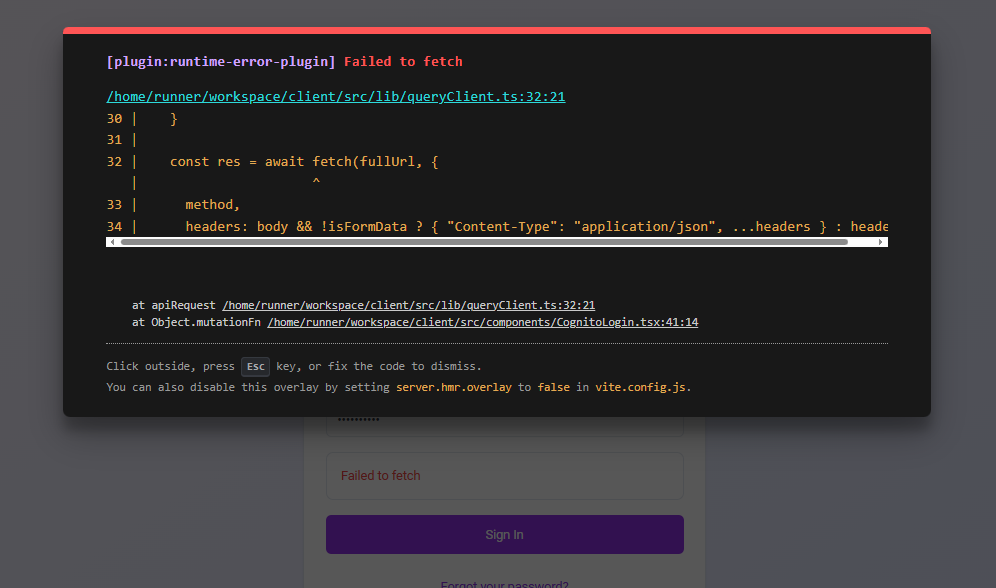 [plugin:runtime-error-plugin] Failed to fetch
/home/runner/workspace/client/src/lib/queryClient.ts:32:21
30 |    }
31 |
32 |    const res = await fetch(fullUrl, {
   |                      ^
33 |      method,
34 |      headers: body && !isFormData ? { "Content-Type": "application/json", ...headers } : heade
at apiRequest /home/runner/workspace/client/src/lib/queryClient.ts:32:21
at Object.mutationFn /home/runner/workspace/client/src/components/CognitoLogin.tsx:41:14
Click outside, press Esc key, or fix the code to dismiss.
You can also disable this overlay by setting server.hmr.overlay to false in vite.config.js.
••••••••••
Failed to fetch
Sign In
Forgot your password?